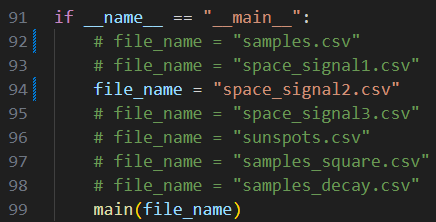 91 if __name__ == "__main__":
92     # file_name = "samples.csv"
93     # file_name = "space_signal1.csv"
94     file_name = "space_signal2.csv"
95     # file_name = "space_signal3.csv"
96     # file_name = "sunspots.csv"
97     # file_name = "samples_square.csv"
98     # file_name = "samples_decay.csv"
99     main(file_name)